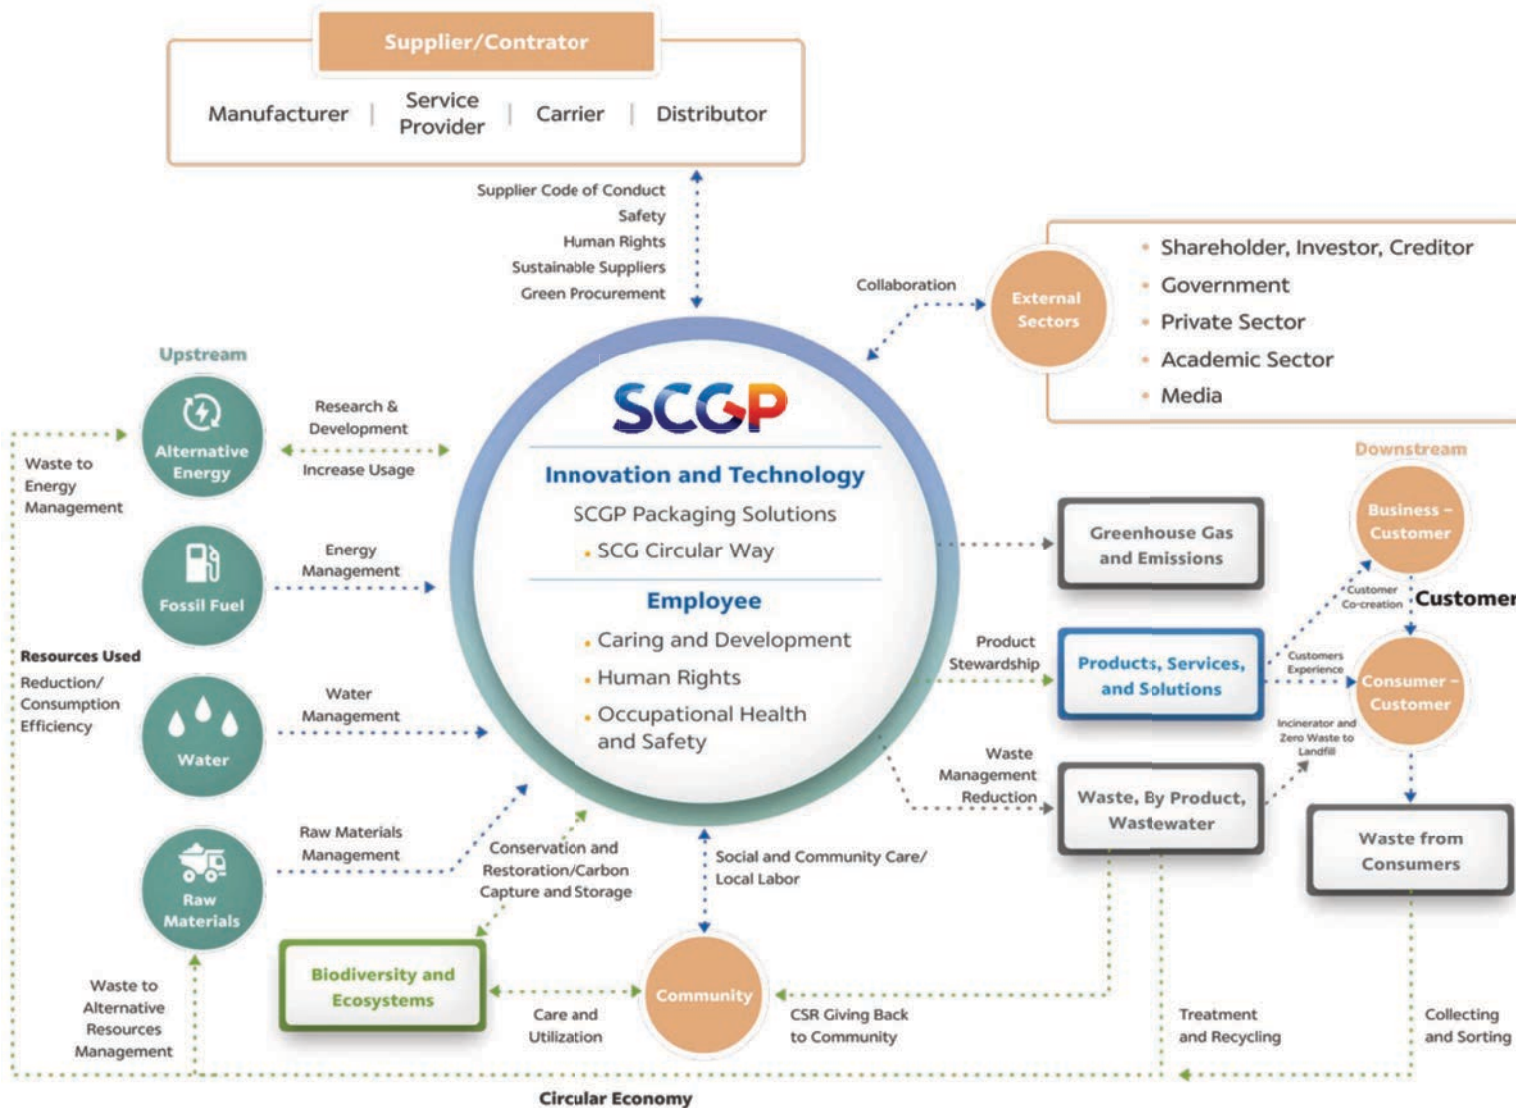 Supplier/Contrator
Manufacturer | Service Provider | Carrier | Distributor
Supplier Code of Conduct
Safety
Human Rights
Sustainable Suppliers
Green Procurement
Collaboration
External
Sectors
• Shareholder, Investor, Creditor
• Government
• Private Sector
• Academic Sector
• Media
Upstream
Alternative
Energy
Research &
Development
Increase Usage
Waste to
Energy
Management
Fossil Fuel
Energy
Management
Resources Used
Reduction/
Consumption
Efficiency
Water
Water
Management
Raw
Materials
Raw Materials
Management
SCGP
Innovation and Technology
SCGP Packaging Solutions
• SCG Circular Way
Employee
• Caring and Development
• Human Rights
• Occupational Health
and Safety
Greenhouse Gas
and Emissions
Product
Stewardship
Products, Services,
and Solutions
Waste
Management
Reduction
Waste, By Product,
Wastewater
Downstream
Business –
Customer
Customer
Co-creation
Customer
Customers
Experience
Consumer –
Customer
Incinerator and
Zero Waste to
Landfill
Waste from
Consumers
Conservation and
Restoration/Carbon
Capture and Storage
Social and Community Care/
Local Labor
Biodiversity and
Ecosystems
Care and
Utilization
Community
CSR Giving Back
to Community
Treatment
and Recycling
Collecting
and Sorting
Waste to
Alternative
Resources
Management
Circular Economy